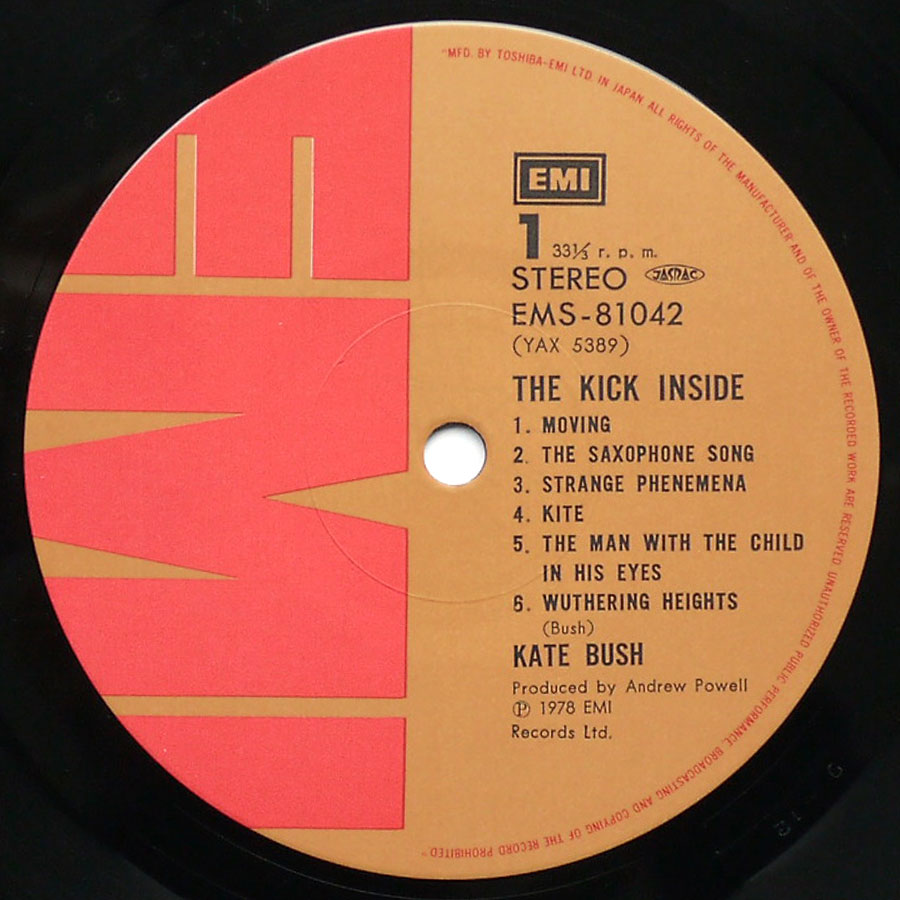 "MFD. BY TOSHIBA-EMI LTD. IN JAPAN ALL RIGHTS OF THE MANUFACTURER AND OF THE OWNER OF THE RECORDED WORK ARE RESERVED. UNAUTHORIZED PUBLIC PERFORMANCE, BROADCASTING AND COPYING OF THE RECORD PROHIBITED"
EMI
EMI
1 33⅓ r. p. m.
STEREO JASRAC
EMS-81042
(YAX 5389)
THE KICK INSIDE
1. MOVING
2. THE SAXOPHONE SONG
3. STRANGE PHENEMENA
4. KITE
5. THE MAN WITH THE CHILD
IN HIS EYES
6. WUTHERING HEIGHTS
(Bush)
KATE BUSH
Produced by Andrew Powell
℗ 1978 EMI
Records Ltd.